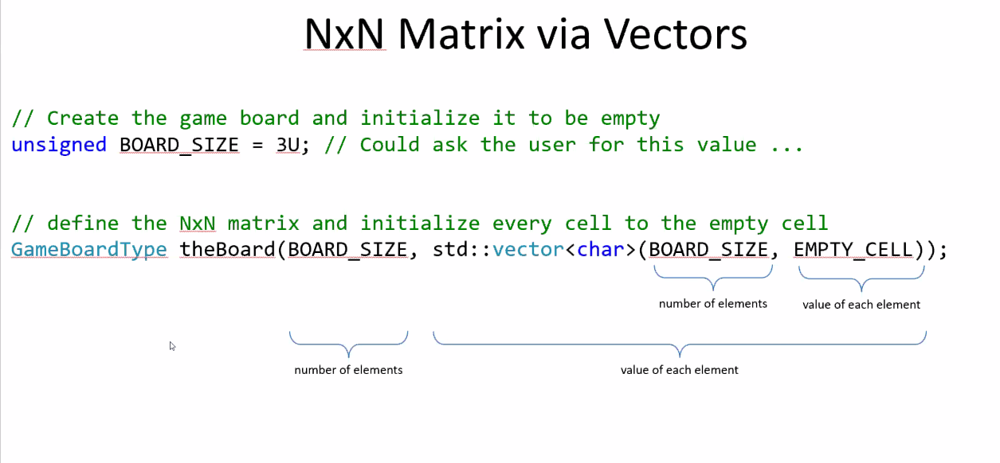 NxN Matrix via Vectors
// Create the game board and initialize it to be empty
unsigned BOARD_SIZE = 3U; // Could ask the user for this value ...
// define the NxN matrix and initialize every cell to the empty cell
GameBoardType theBoard(BOARD_SIZE, std::vector<char>(BOARD_SIZE, EMPTY_CELL));
number of elements value of each element
number of elements value of each element